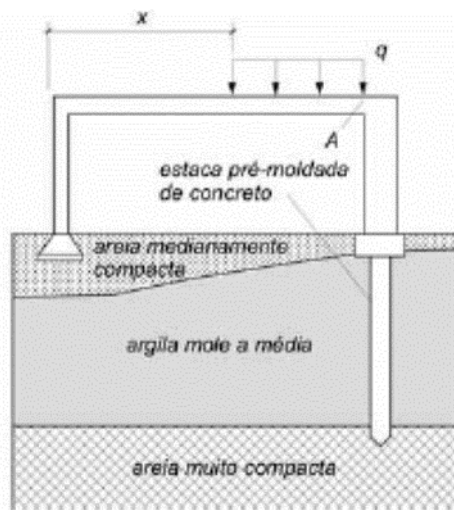 x
q
A
estaca pré-moldada
de concreto
areia medianamente
compacta
argila mole a média
areia muito compacta